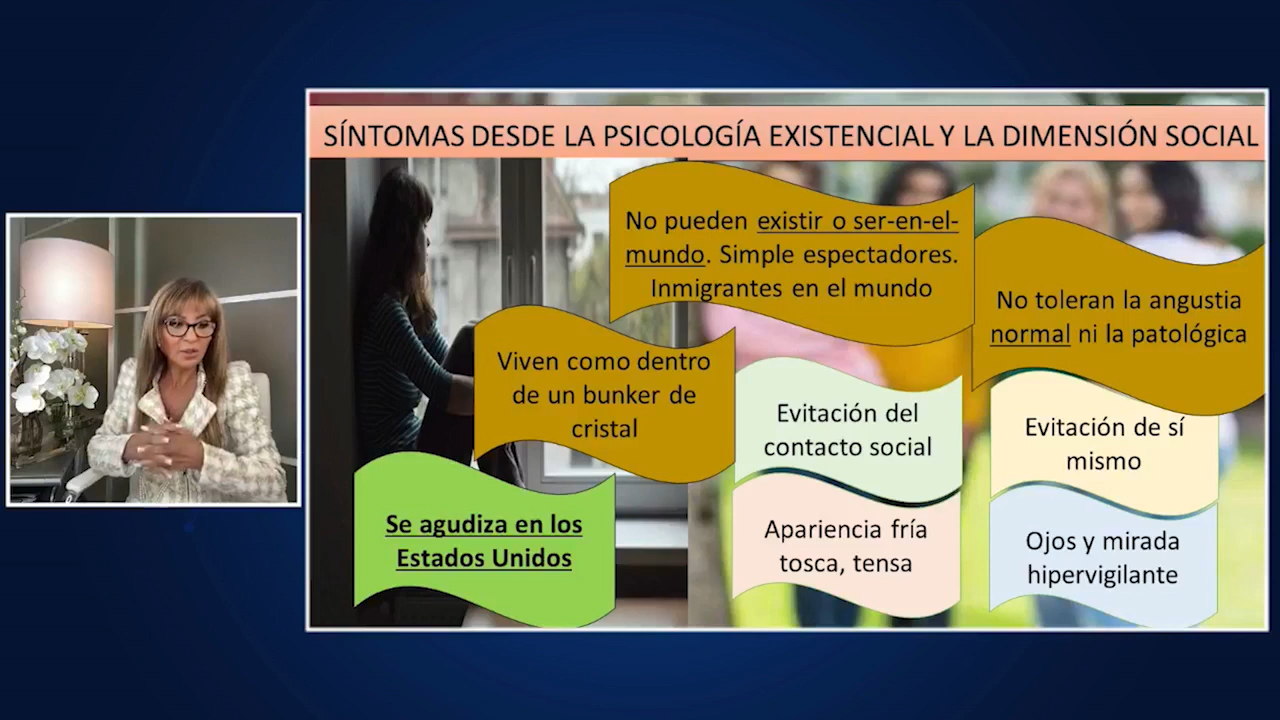 SÍNTOMAS DESDE LA PSICOLOGÍA EXISTENCIAL Y LA DIMENSIÓN SOCIAL
No pueden existir o ser-en-el-
mundo. Simple espectadores.
Inmigrantes en el mundo
No toleran la angustia
normal ni la patológica
Viven como dentro
de un bunker de
cristal
Evitación del
contacto social
Evitación de sí
mismo
Se agudiza en los
Estados Unidos
Apariencia fría
tosca, tensa
Ojos y mirada
hipervigilante